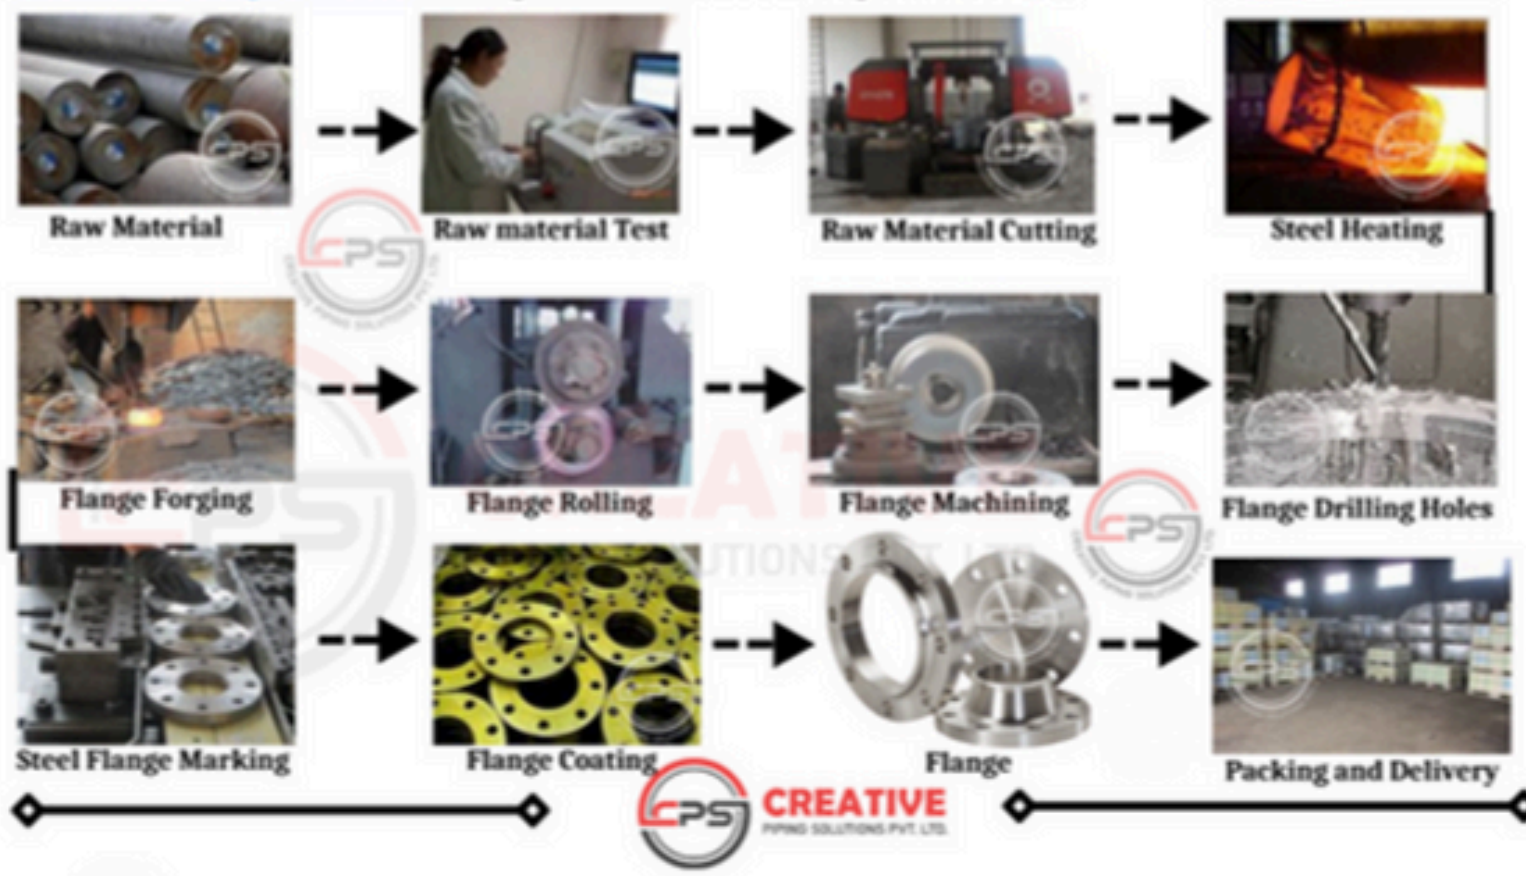 Raw Material
Raw material Test
Raw Material Cutting
Steel Heating
Flange Forging
Flange Rolling
Flange Machining
Flange Drilling Holes
Steel Flange Marking
Flange Coating
Flange
Packing and Delivery
CPS
CREATIVE
PIPING SOLUTIONS PVT. LTD.